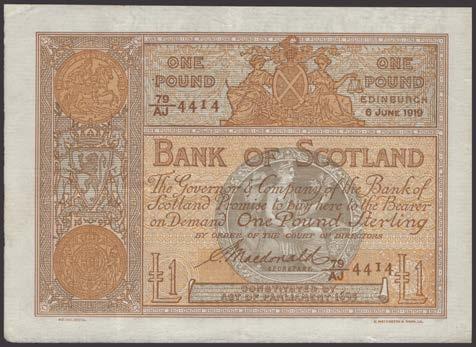 ONE POUND
ONE POUND
79/AJ 4414
EDINBURGH
6 JUNE 1919
BANK OF SCOTLAND
The Governor & Company of the Bank of
Scotland Promise to pay here to the Bearer
on Demand One Pound Sterling
BY ORDER OF THE COURT OF DIRECTORS
J. Macdonald
SECRETARY
79/AJ 4414
£1
£1
CONSTITUTED BY
ACT OF PARLIAMENT 1695